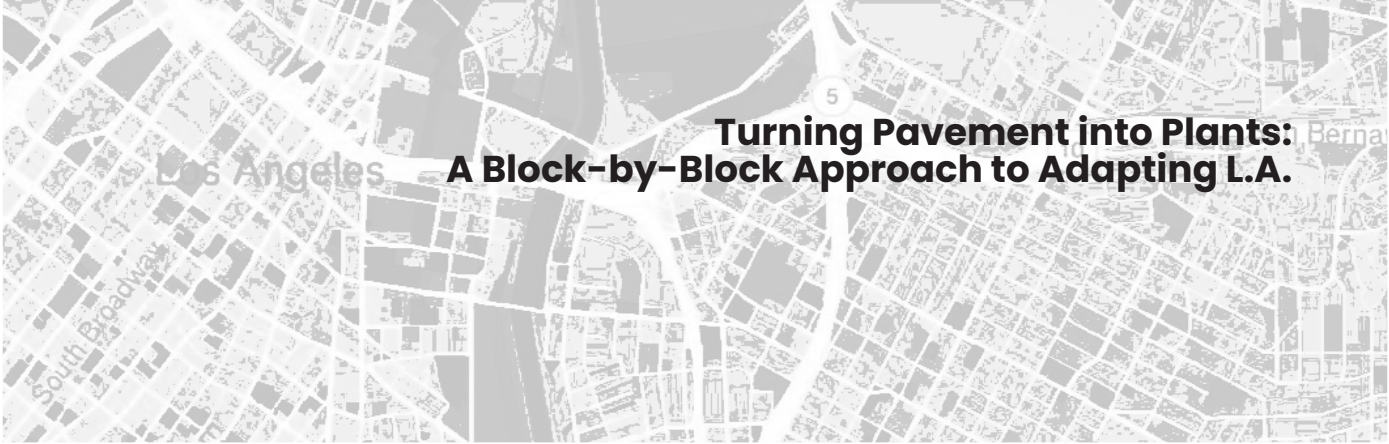 5
Turning Pavement into Plants:
A Block-by-Block Approach to Adapting L.A.
Los Angeles
South Broadway